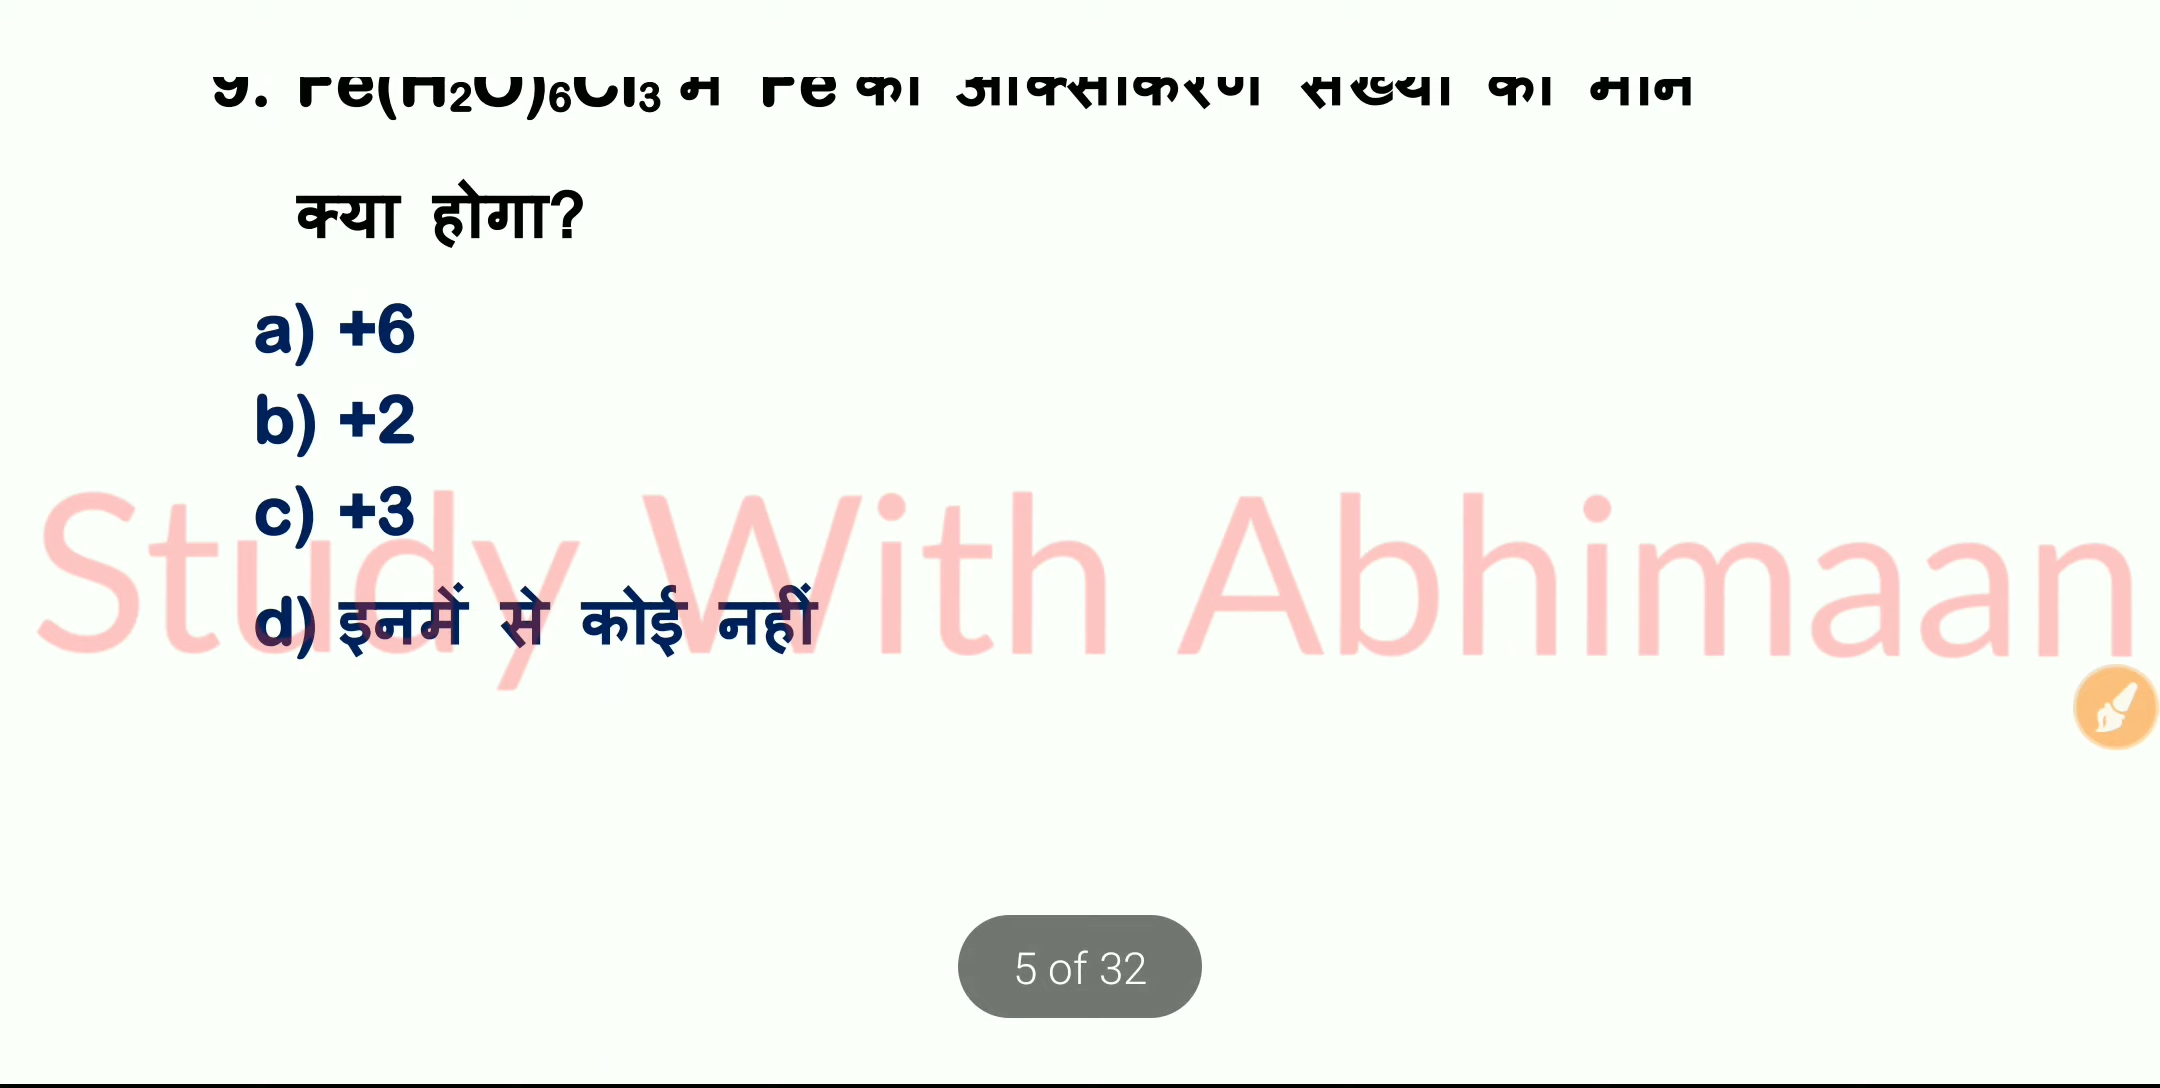 9. Fe(H₂O)₆Cl₃ में Fe की ऑक्सीकरण संख्या का मान
क्या होगा?
a) +6
b) +2
c) +3
d) इनमें से कोई नहीं
Study With Abhimaan
5 of 32